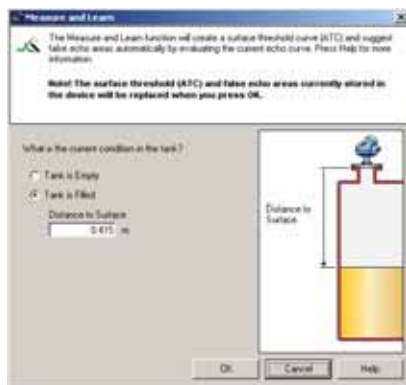 Measure and Learn
The Measure and Learn function will create a surface threshold curve (ATC) and suggest
false echo areas automatically by evaluating the current echo curve. Press Help for more
information.
Note! The surface threshold (ATC) and false echo areas currently stored in
the device will be replaced when you press OK.
What is the current condition in the tank?
Tank is Empty
Tank is Filled
Distance to Surface
0.415 m
Distance to
Surface
OK Cancel Help